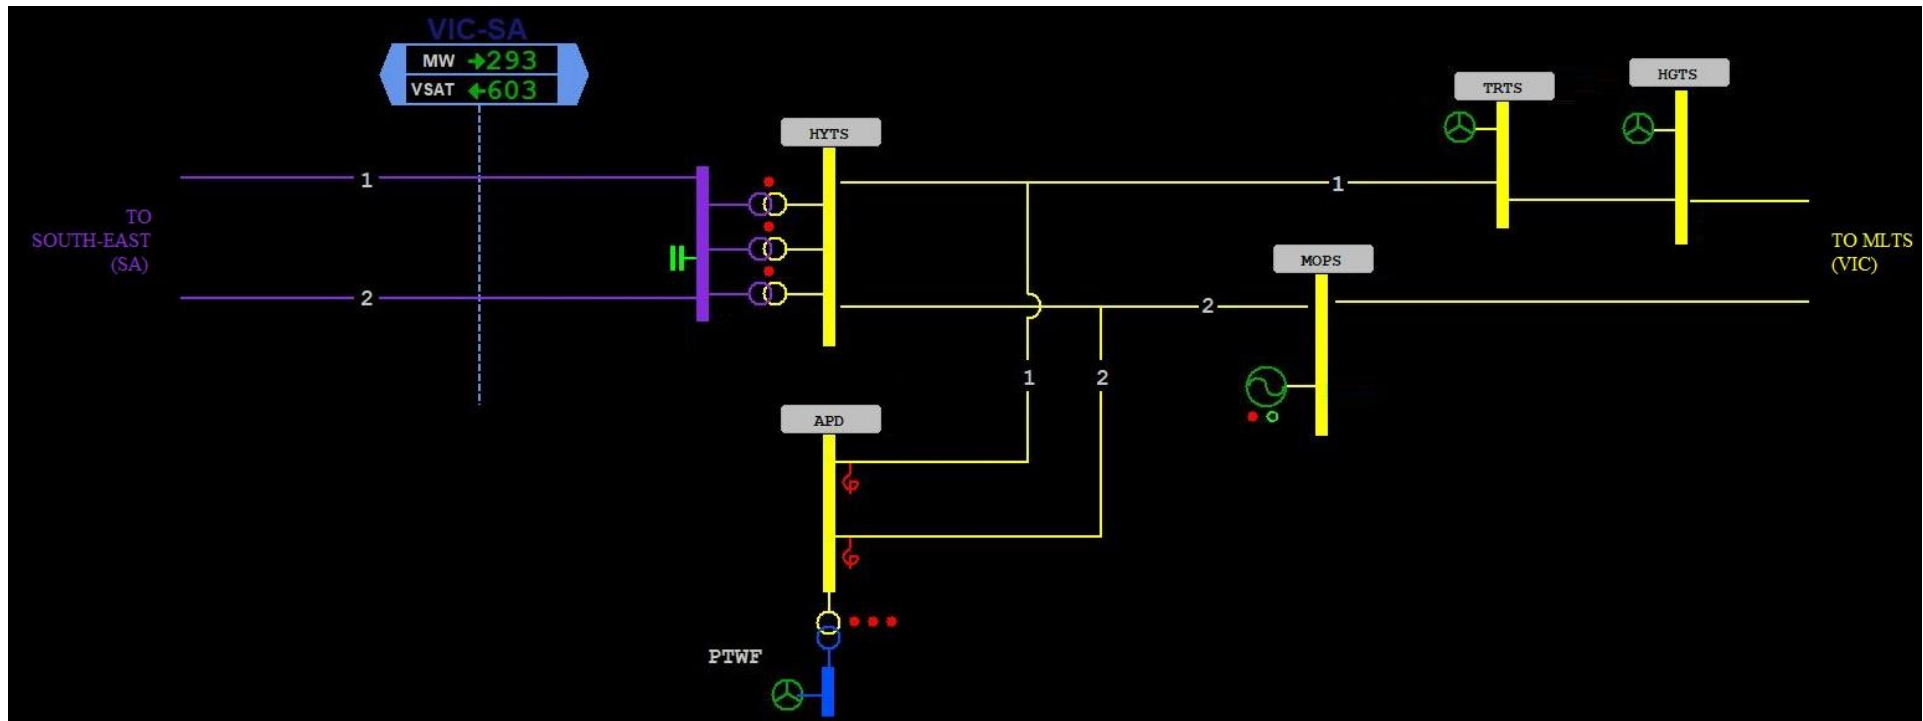 VIC-SA
MW 293
VSAT 603
HYTS
TRTS
HGTS
1
1
TO
SOUTH-EAST
(SA)
TO MLTS
(VIC)
MOPS
2
2
1
2
APD
PTWF